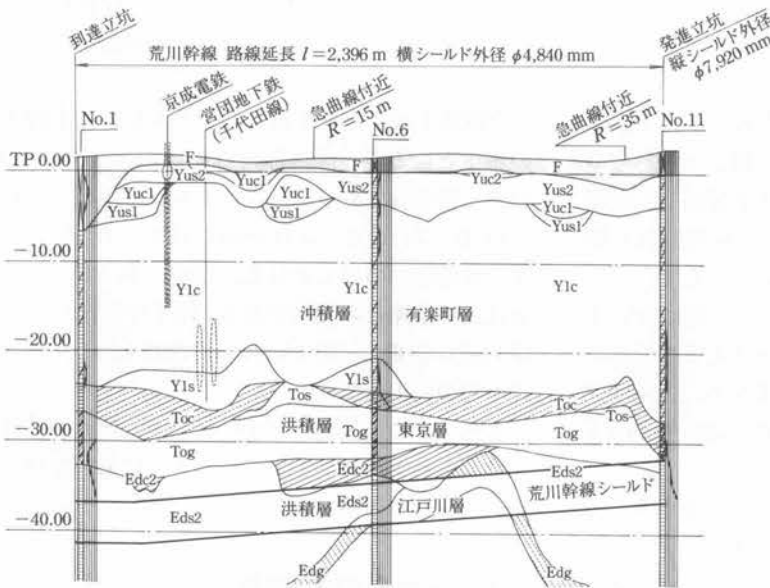 到達立坑
荒川幹線 路線延長 l=2,396 m 横シールド外径 φ4,840 mm
発進立坑
縦シールド外径
φ7,920 mm
京成電鉄
営団地下鉄
(千代田線)
急曲線付近
R=15 m
急曲線付近
R=35 m
No.1
No.6
No.11
TP 0.00
F
F
F
Yus2
Yuc1
Yus2
Yuc2
Yus2
Yuc1
Yuc1
Yuc1
Yus1
Yus1
Yus1
-10.00
Y1c
Y1c
Y1c
沖積層
有楽町層
-20.00
Y1s
Y1s
Toc
Tos
Toc
Tos
-30.00
洪積層
Tog
東京層
Tog
Tog
Edc2
Edc2
Eds2
Eds2
洪積層
Eds2
江戸川層
荒川幹線シールド
-40.00
Edg
Edg